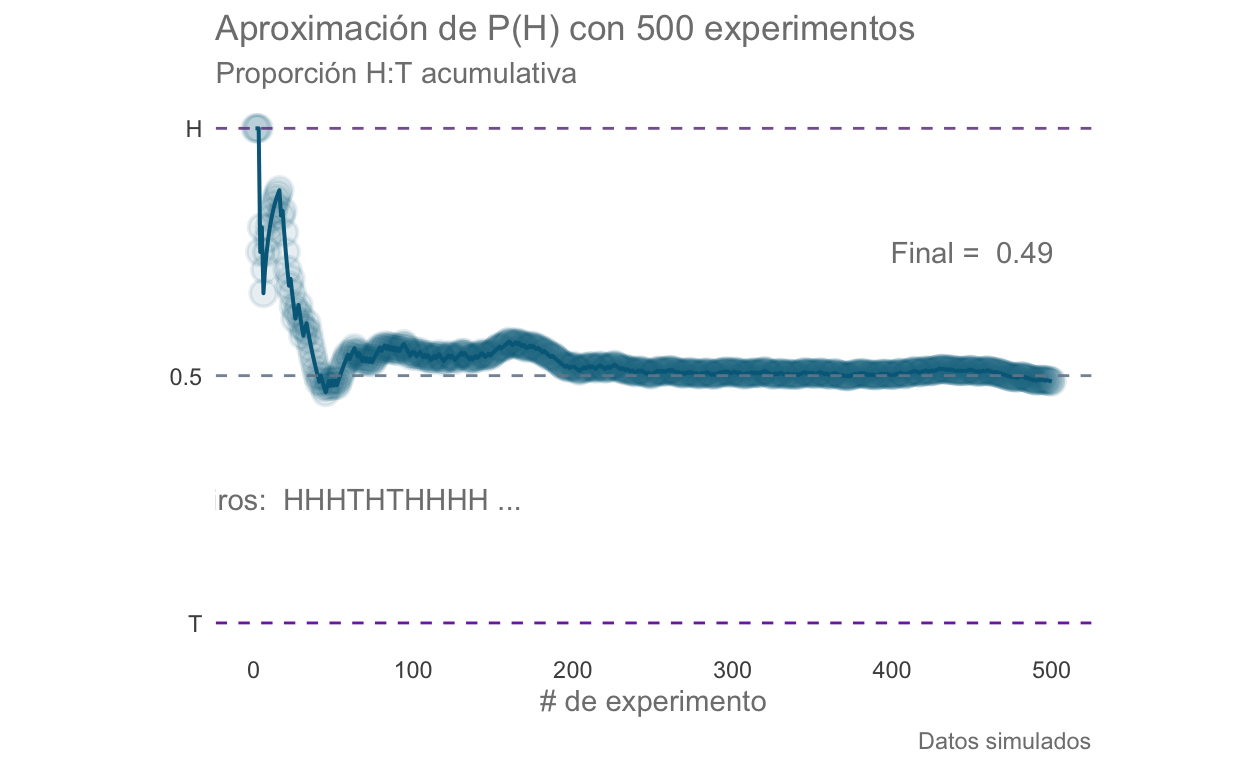 Aproximación de P(H) con 500 experimentos
Proporción H:T acumulativa
H
Final =  0.49
0.5
iros:  HHHTHTHHHH ...
T
0 100 200 300 400 500
# de experimento
Datos simulados